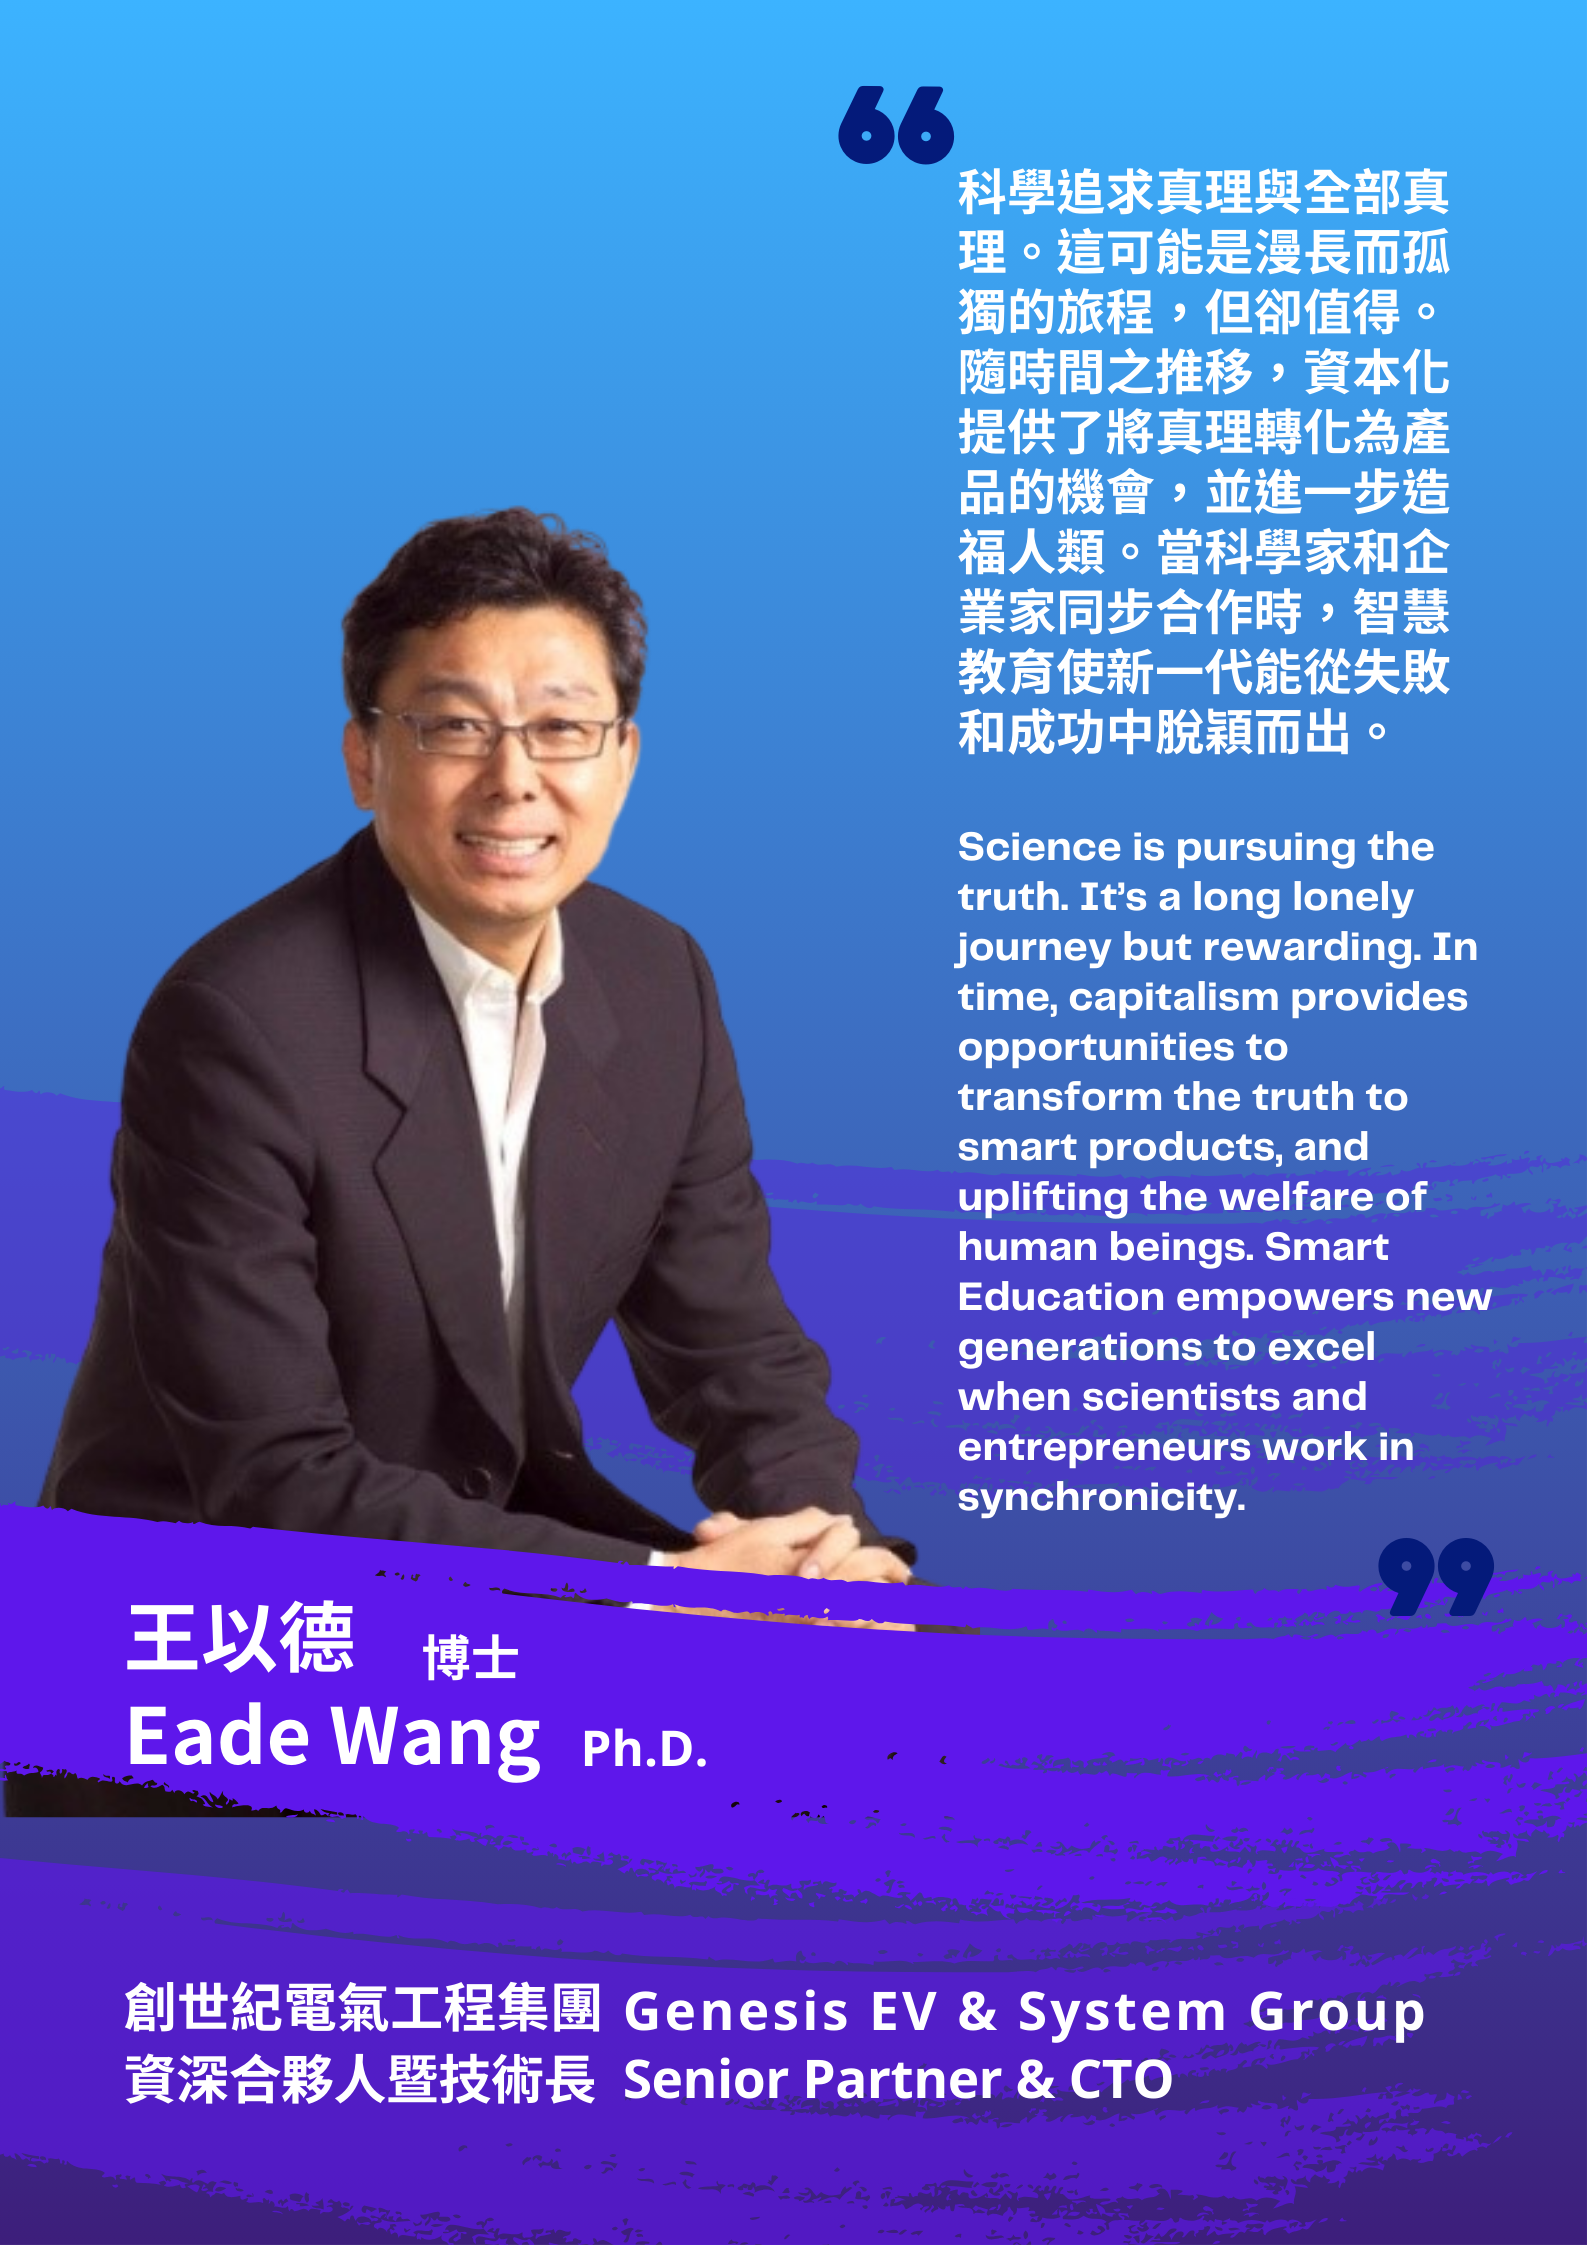 科學追求真理與全部真
理。這可能是漫長而孤
獨的旅程，但卻值得。
隨時間之推移，資本化
提供了將真理轉化為產
品的機會，並進一步造
福人類。當科學家和企
業家同步合作時，智慧
教育使新一代能從失敗
和成功中脫穎而出。
Science is pursuing the
truth. It’s a long lonely
journey but rewarding. In
time, capitalism provides
opportunities to
transform the truth to
smart products, and
uplifting the welfare of
human beings. Smart
Education empowers new
generations to excel
when scientists and
entrepreneurs work in
synchronicity.
王以德 博士
Eade Wang Ph.D.
創世紀電氣工程集團 Genesis EV & System Group
資深合夥人暨技術長 Senior Partner & CTO